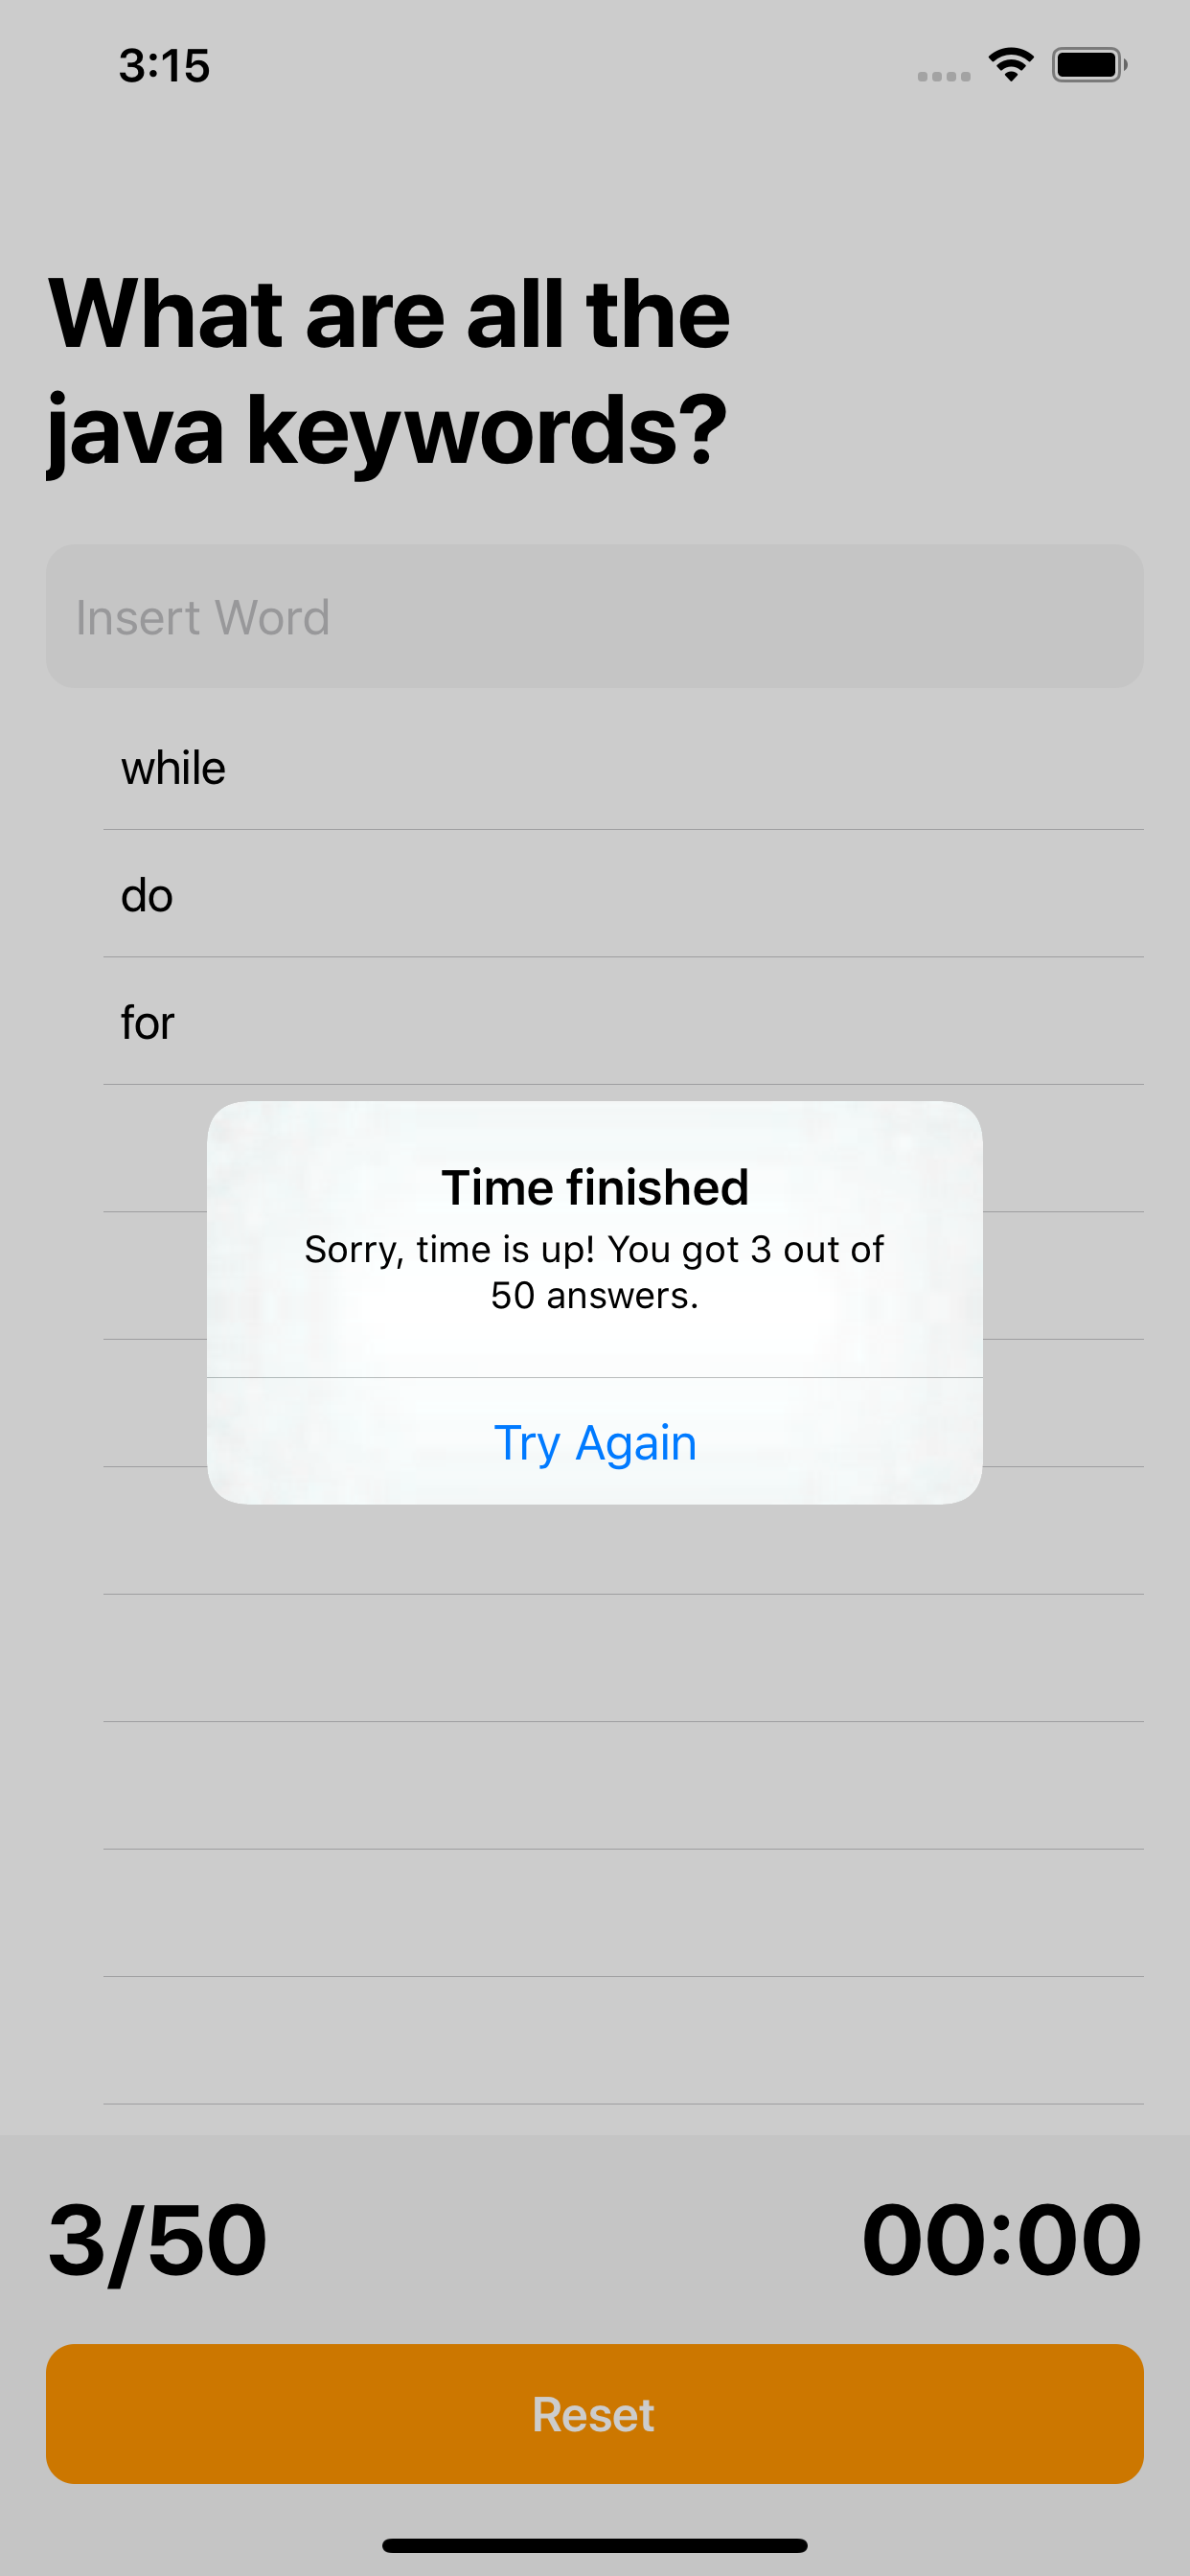 3:15
What are all the
java keywords?
Insert Word
while
do
for
Time finished
Sorry, time is up! You got 3 out of
50 answers.
Try Again
3/50
00:00
Reset